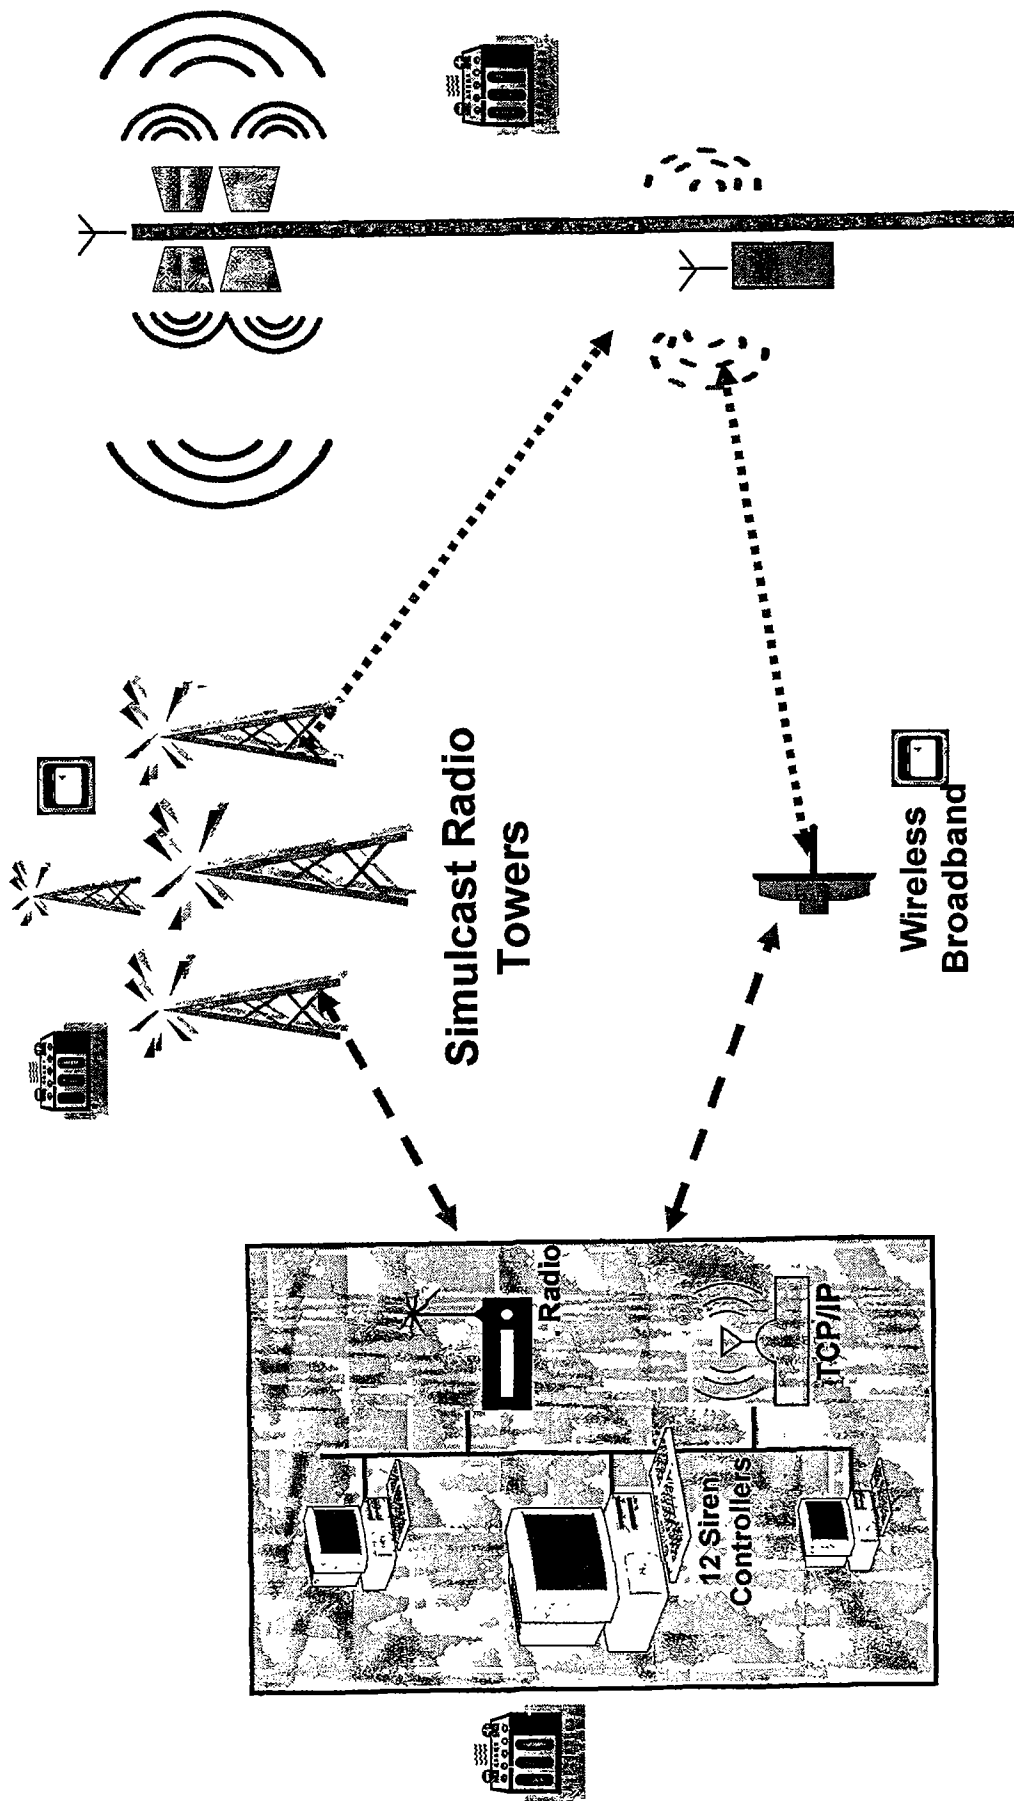 Simulcast Radio
Towers
Wireless
Broadband
Radio
TCP/IP
12 Siren
Controllers